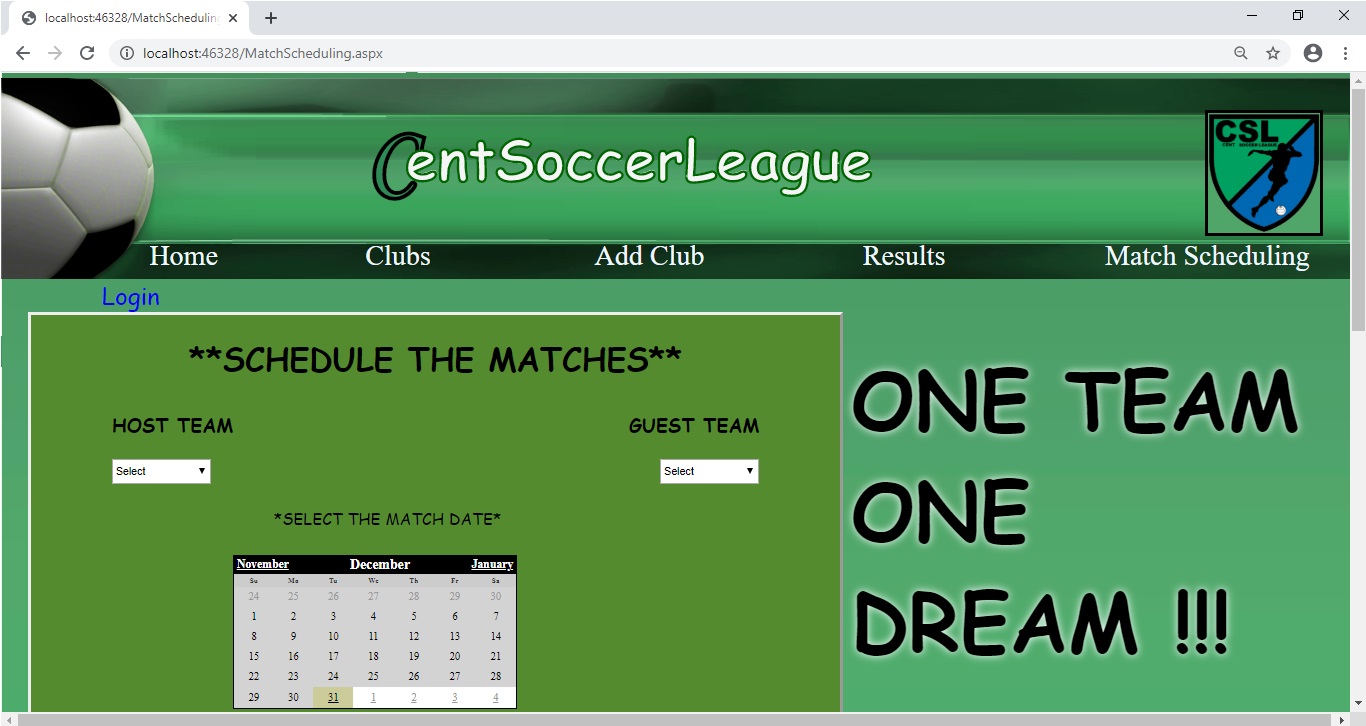 localhost:46328/MatchScheduling
localhost:46328/MatchScheduling.aspx
CentSoccerLeague
CSL
CENT SOCCER LEAGUE
Home Clubs Add Club Results Match Scheduling
Login
**SCHEDULE THE MATCHES**
HOST TEAM GUEST TEAM
Select Select
*SELECT THE MATCH DATE*
November December January
Su Mo Tu We Th Fr Sa
24 25 26 27 28 29 30
1 2 3 4 5 6 7
8 9 10 11 12 13 14
15 16 17 18 19 20 21
22 23 24 25 26 27 28
29 30 31 1 2 3 4
ONE TEAM
ONE
DREAM !!!